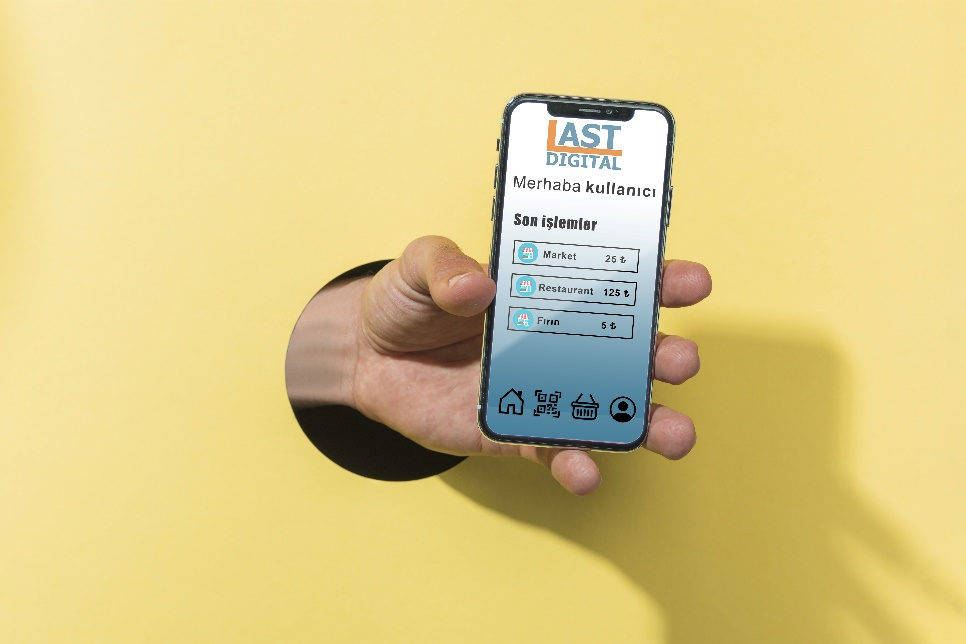 LAST
DIGITAL
Merhaba kullanıcı
Son işlemler
Market 25 ₺
Restaurant 125 ₺
Fırın 5 ₺